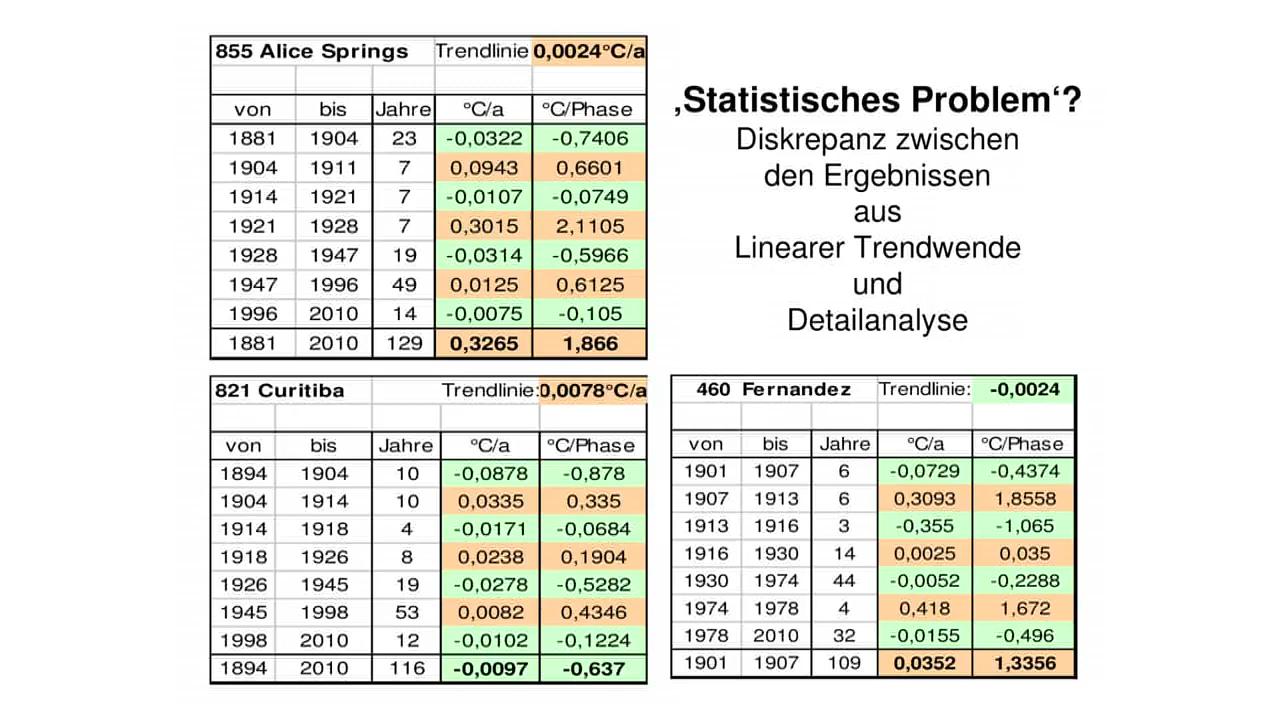 855 Alice Springs Trendlinie 0,0024°C/a
von bis Jahre °C/a °C/Phase
1881 1904 23 -0,0322 -0,7406
1904 1911 7 0,0943 0,6601
1914 1921 7 -0,0107 -0,0749
1921 1928 7 0,3015 2,1105
1928 1947 19 -0,0314 -0,5966
1947 1996 49 0,0125 0,6125
1996 2010 14 -0,0075 -0,105
1881 2010 129 0,3265 1,866
‚Statistisches Problem‘?
Diskrepanz zwischen
den Ergebnissen
aus
Linearer Trendwende
und
Detailanalyse
821 Curitiba Trendlinie: 0,0078°C/a
von bis Jahre °C/a °C/Phase
1894 1904 10 -0,0878 -0,878
1904 1914 10 0,0335 0,335
1914 1918 4 -0,0171 -0,0684
1918 1926 8 0,0238 0,1904
1926 1945 19 -0,0278 -0,5282
1945 1998 53 0,0082 0,4346
1998 2010 12 -0,0102 -0,1224
1894 2010 116 -0,0097 -0,637
460 Fernandez Trendlinie: -0,0024
von bis Jahre °C/a °C/Phase
1901 1907 6 -0,0729 -0,4374
1907 1913 6 0,3093 1,8558
1913 1916 3 -0,355 -1,065
1916 1930 14 0,0025 0,035
1930 1974 44 -0,0052 -0,2288
1974 1978 4 0,418 1,672
1978 2010 32 -0,0155 -0,496
1901 1907 109 0,0352 1,3356